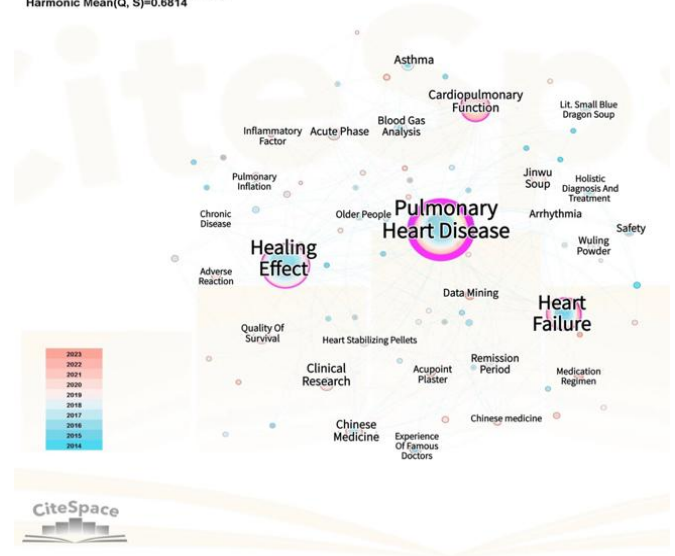 Harmonic Mean(Q, S)=0.6814
CiteSpa
Asthma
Cardiopulmonary
Function
Lit. Small Blue
Dragon Soup
Blood Gas
Analysis
Inflammatory
Factor
Acute Phase
Pulmonary
Inflation
Jinwu
Soup
Holistic
Diagnosis And
Treatment
Chronic
Disease
Older People
Pulmonary
Heart Disease
Arrhythmia
Safety
Wuling
Powder
Healing
Effect
Adverse
Reaction
Data Mining
Heart
Failure
Quality Of
Survival
Heart Stabilizing Pellets
Clinical
Research
Acupoint
Plaster
Remission
Period
Medication
Regimen
Chinese
Medicine
Experience
Of Famous
Doctors
Chinese medicine
2023
2022
2021
2020
2019
2018
2017
2016
2015
2014
CiteSpace